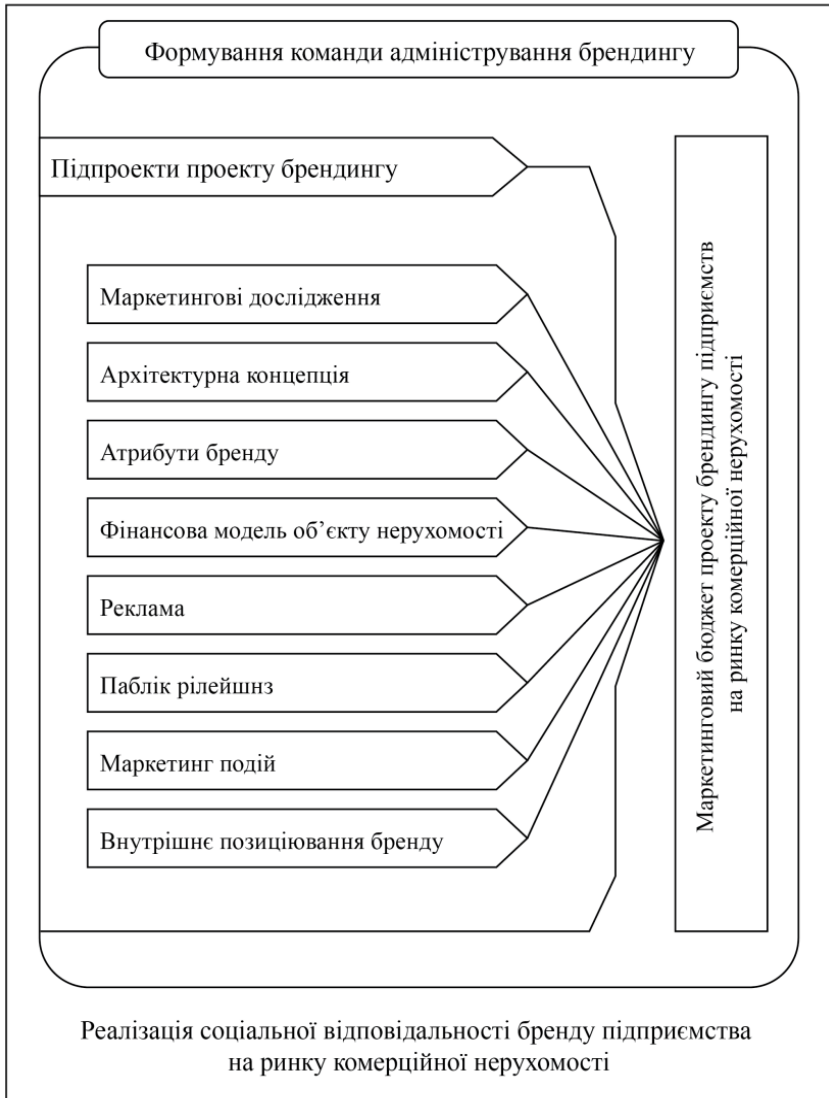 Формування команди адміністрування брендингу
Підпроекти проекту брендингу
Маркетингові дослідження
Архітектурна концепція
Атрибути бренду
Фінансова модель об’єкту нерухомості
Реклама
Паблік рілейшнз
Маркетинг подій
Внутрішнє позиціювання бренду
Маркетинговий бюджет проекту брендингу підприємств
на ринку комерційної нерухомості
Реалізація соціальної відповідальності бренду підприємства
на ринку комерційної нерухомості